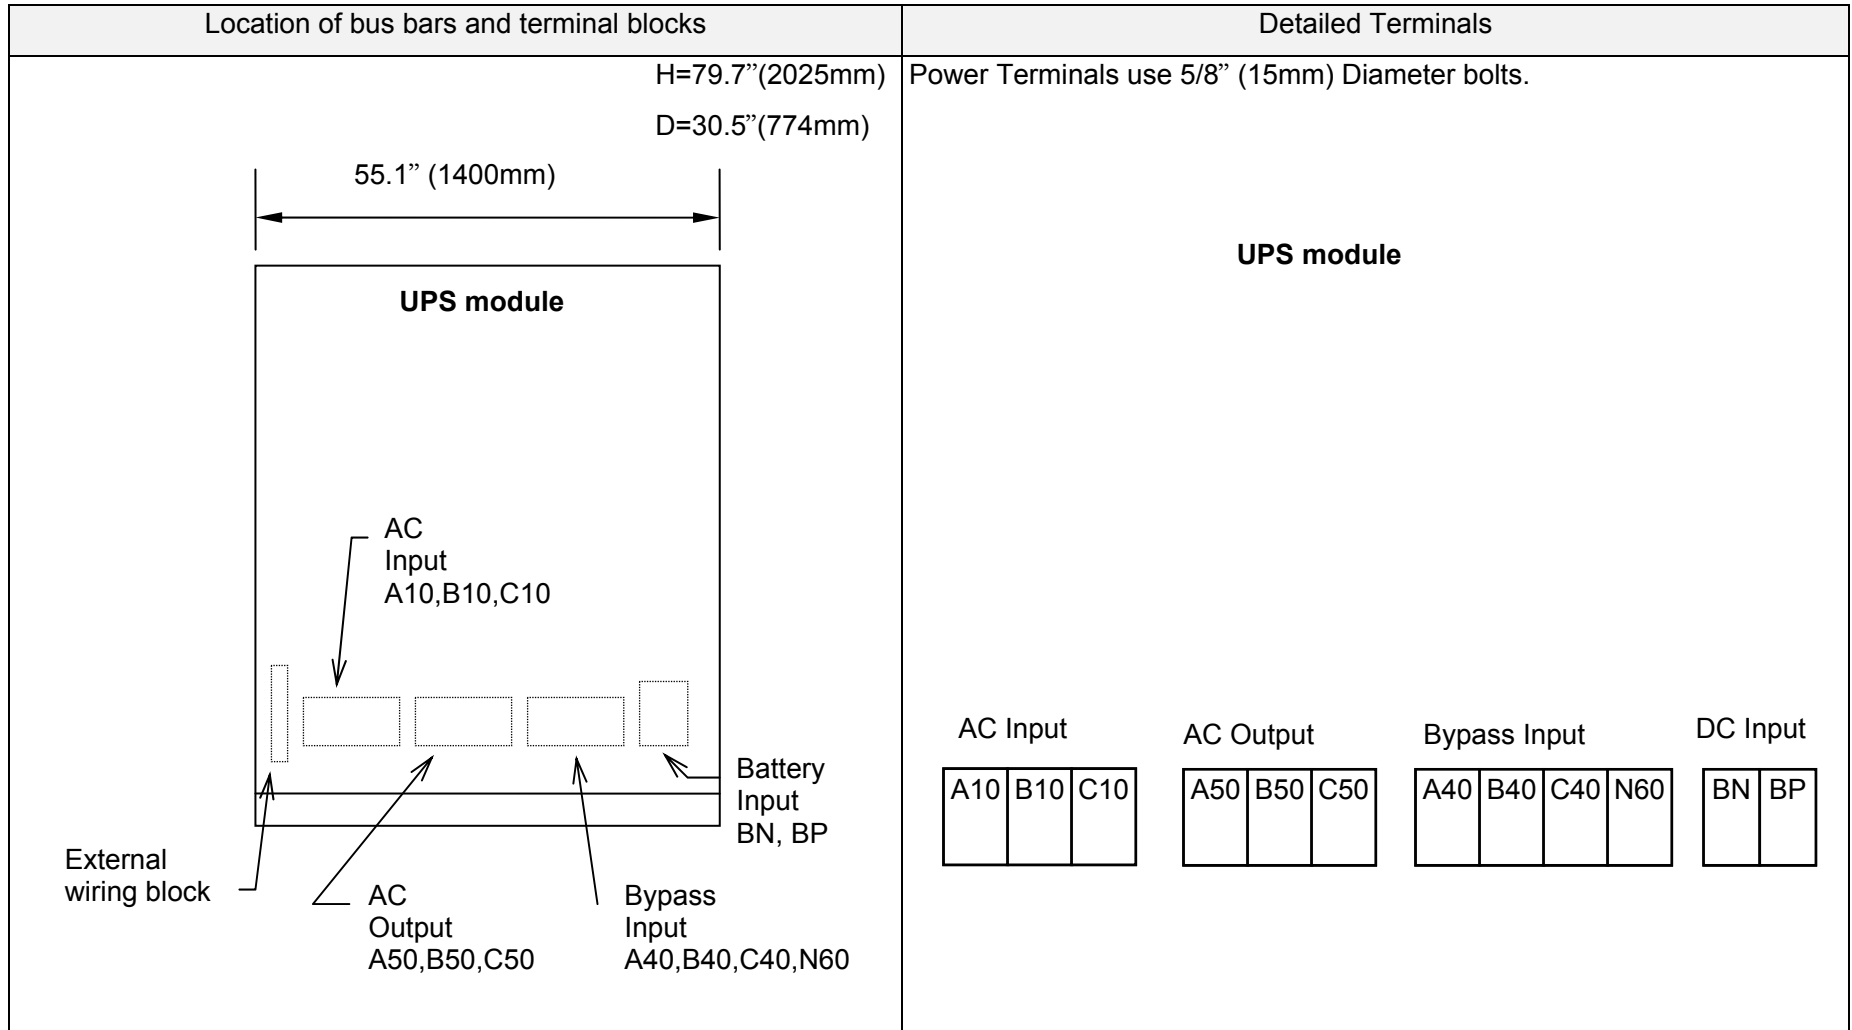 Location of bus bars and terminal blocks
Detailed Terminals
H=79.7”(2025mm)
D=30.5”(774mm)
55.1” (1400mm)
UPS module
AC
Input
A10,B10,C10
Battery
Input
BN, BP
External
wiring block
AC
Output
A50,B50,C50
Bypass
Input
A40,B40,C40,N60
Power Terminals use 5/8” (15mm) Diameter bolts.
UPS module
AC Input
A10 B10 C10
AC Output
A50 B50 C50
Bypass Input
A40 B40 C40 N60
DC Input
BN BP